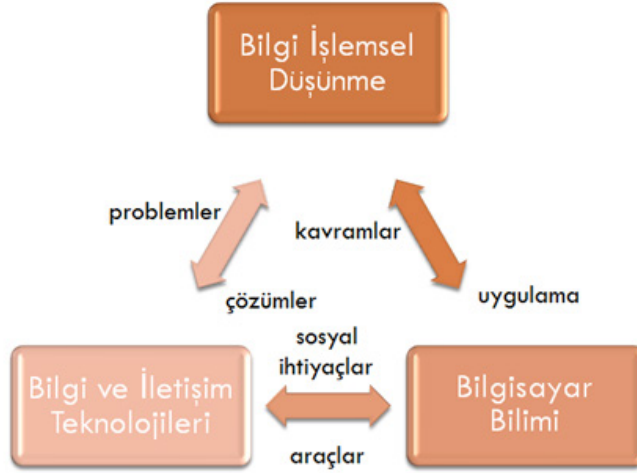 Bilgi İşlemsel
Düşünme
problemler
kavramlar
çözümler
uygulama
sosyal
ihtiyaçlar
Bilgi ve İletişim
Teknolojileri
Bilgisayar
Bilimi
araçlar